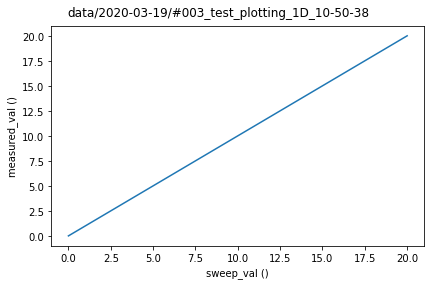 data/2020-03-19/#003_test_plotting_1D_10-50-38
20.0
17.5
15.0
12.5
10.0
7.5
5.0
2.5
0.0
measured_val ()
0.0 2.5 5.0 7.5 10.0 12.5 15.0 17.5 20.0
sweep_val ()